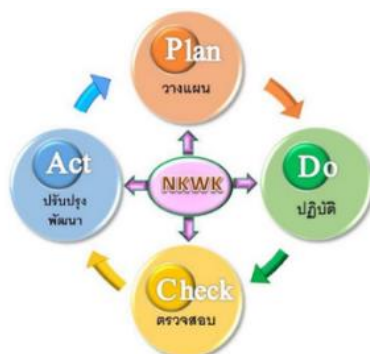 Plan
วางแผน
Act
ปรับปรุง
พัฒนา
NKWK
Do
ปฏิบัติ
Check
ตรวจสอบ